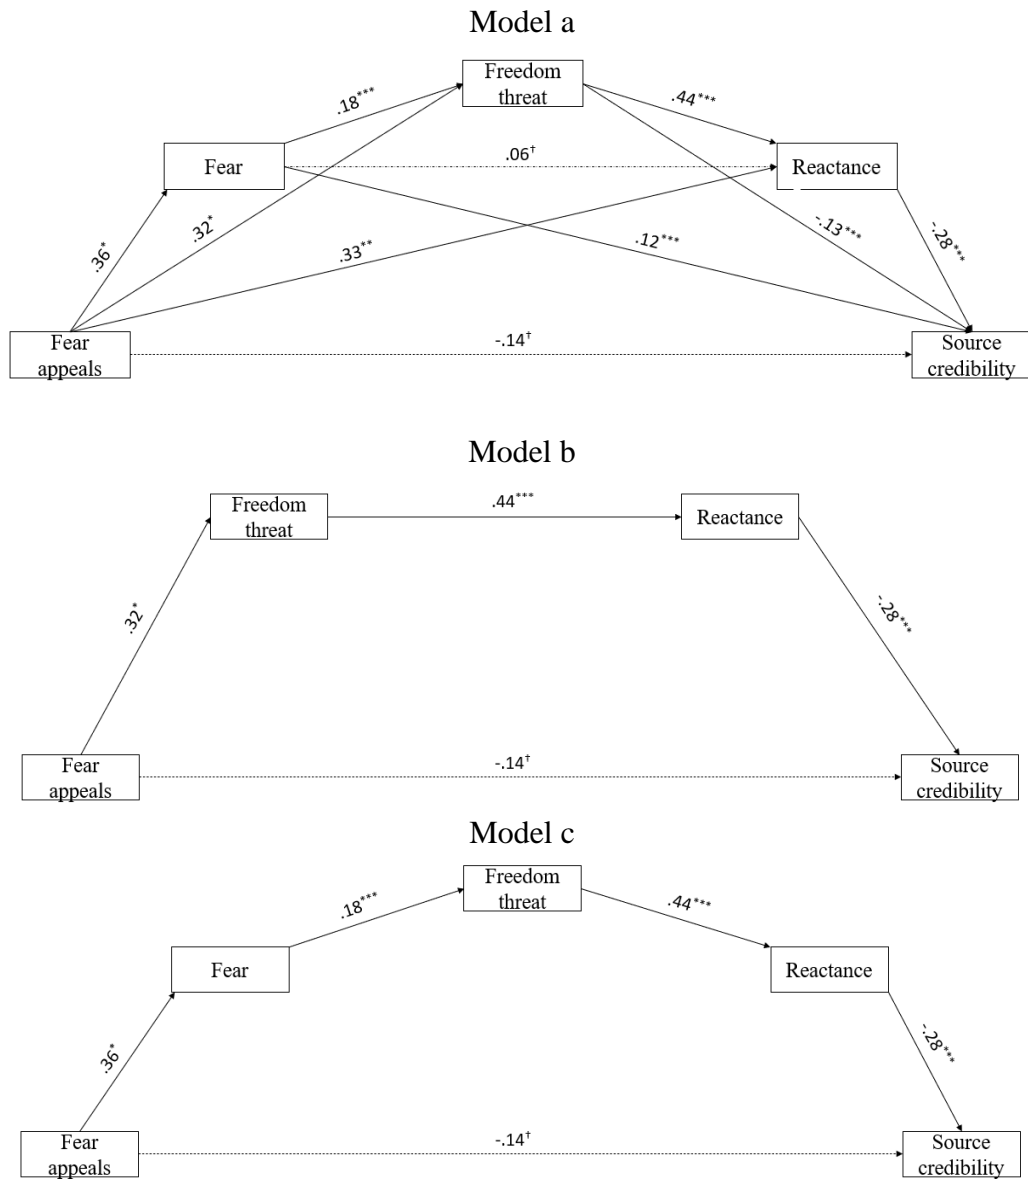 Model a
Freedom
threat
.18***
.44***
Fear
.06†
Reactance
.36*
.32*
.33**
.12***
-.13***
-.28***
Fear
appeals
-.14†
Source
credibility
Model b
Freedom
threat
.44***
Reactance
.32*
-.28***
Fear
appeals
-.14†
Source
credibility
Model c
Freedom
threat
.18***
.44***
Fear
Reactance
.36*
-.28***
Fear
appeals
-.14†
Source
credibility